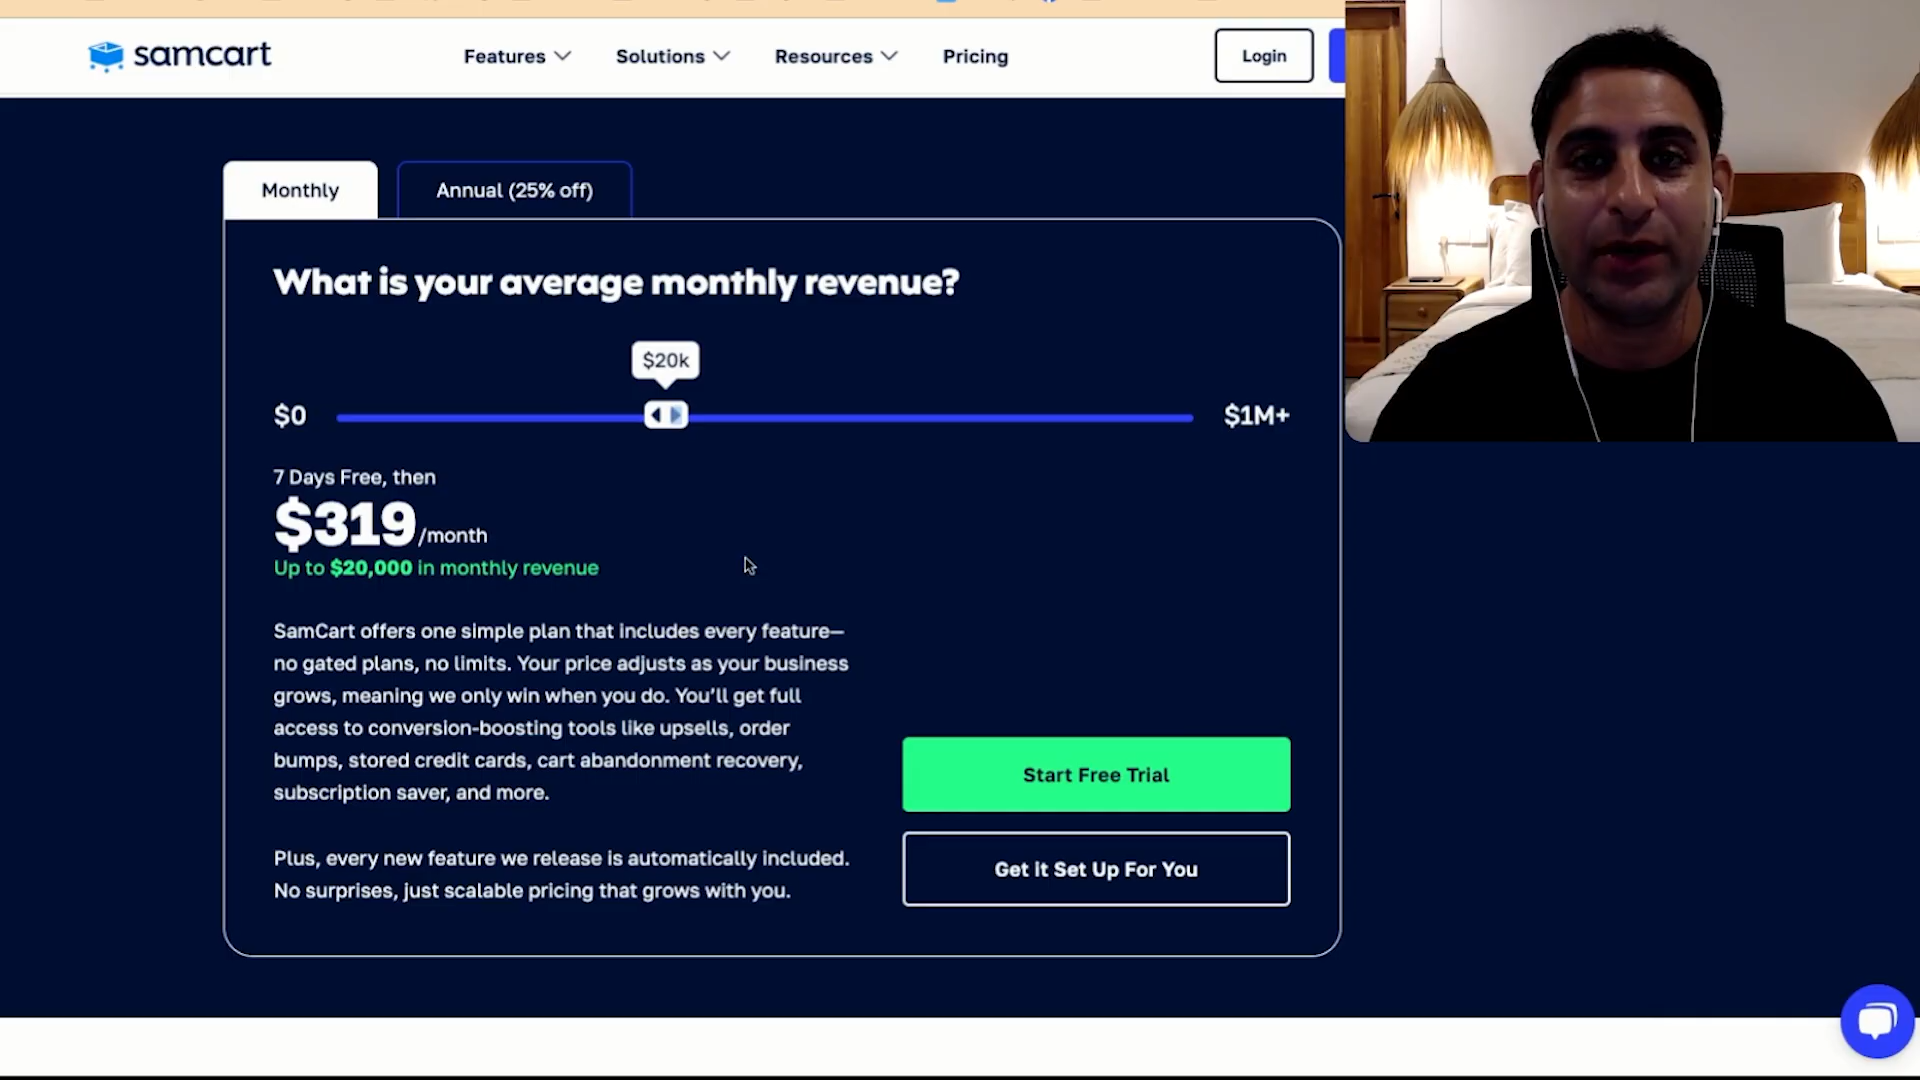 samcart
Features
Solutions
Resources
Pricing
Login
Monthly
Annual (25% off)
What is your average monthly revenue?
$20k
$0
$1M+
7 Days Free, then
$319/month
Up to $20,000 in monthly revenue
SamCart offers one simple plan that includes every feature—
no gated plans, no limits. Your price adjusts as your business
grows, meaning we only win when you do. You’ll get full
access to conversion-boosting tools like upsells, order
bumps, stored credit cards, cart abandonment recovery,
subscription saver, and more.
Plus, every new feature we release is automatically included.
No surprises, just scalable pricing that grows with you.
Start Free Trial
Get it Set Up For You